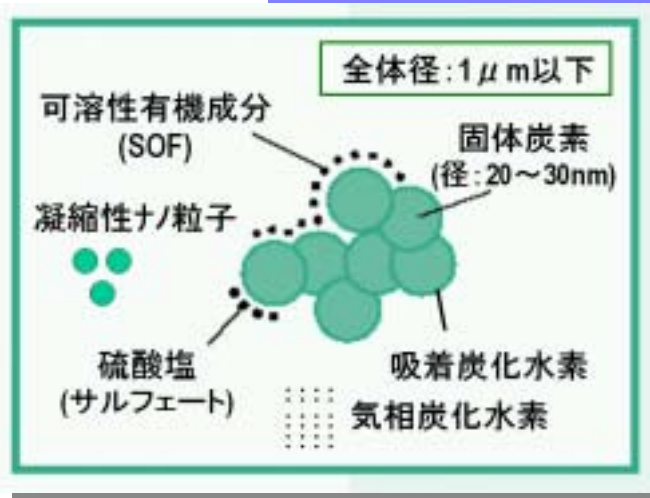 全体径:1μm以下
可溶性有機成分
(SOF)
固体炭素
(径:20～30nm)
凝縮性ナノ粒子
硫酸塩
(サルフェート)
吸着炭化水素
気相炭化水素